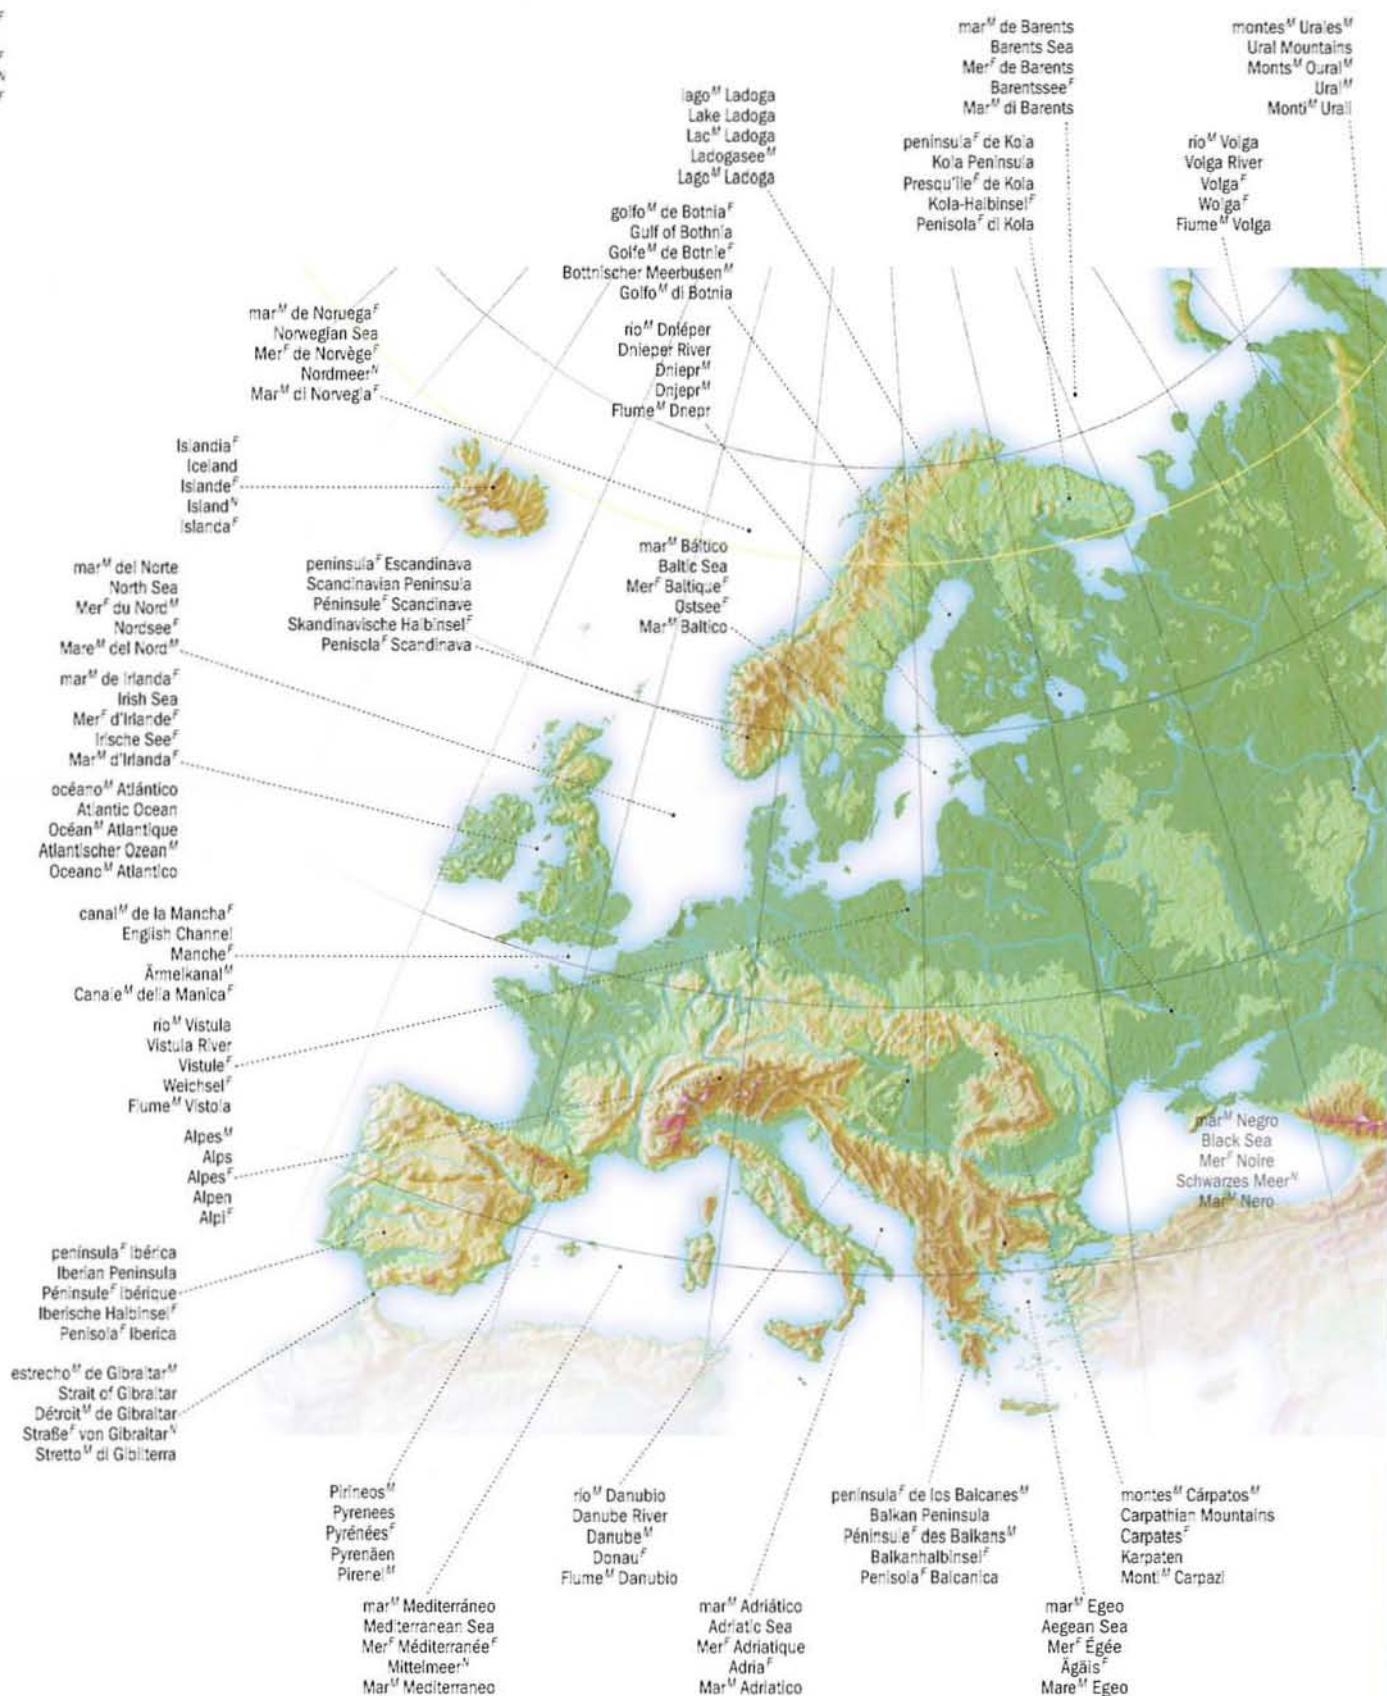 F
F
N
F
mar^M de Barents
Barents Sea
Mer^F de Barents
Barentssee^F
Mar^M di Barents
montes^M Urales^M
Ural Mountains
Monts^M Oural^M
Ural^M
Monti^M Urali
lago^M Ladoga
Lake Ladoga
Lac^M Ladoga
Ladogasee^M
Lago^M Ladoga
península^F de Kola
Kola Peninsula
Presqu'île^F de Kola
Kola-Halbinsel^F
Penisola^F di Kola
río^M Volga
Volga River
Volga^F
Wolga^F
Fiume^M Volga
golfo^M de Botnia^F
Gulf of Bothnia
Golfe^M de Botnie^F
Bottnischer Meerbusen^M
Golfo^M di Botnia
mar^M de Noruega^F
Norwegian Sea
Mer^F de Norvège^F
Nordmeer^N
Mar^M di Norvegia^F
río^M Dniéper
Dnieper River
Dniepr^M
Dnjepr^M
Fiume^M Dnepr
Islandia^F
Iceland
Islande^F
Island^N
Islanda^F
mar^M del Norte
North Sea
Mer^F du Nord^M
Nordsee^F
Mare^M del Nord^M
península^F Escandinava
Scandinavian Peninsula
Péninsule^F Scandinave
Skandinavische Halbinsel^F
Penisola^F Scandinava
mar^M Báltico
Baltic Sea
Mer^F Baltique^F
Ostsee^F
Mar^M Baltico
mar^M de Irlanda^F
Irish Sea
Mer^F d'Irlande^F
Irische See^F
Mar^M d'Irlanda^F
océano^M Atlántico
Atlantic Ocean
Océan^M Atlantique
Atlantischer Ozean^M
Oceano^M Atlantico
canal^M de la Mancha^F
English Channel
Manche^F
Ärmelkanal^M
Canale^M della Manica^F
río^M Vístula
Vistula River
Vistule^F
Weichsel^F
Fiume^M Vistola
Alpes^M
Alps
Alpes^F
Alpen
Alpi^F
mar^M Negro
Black Sea
Mer^F Noire
Schwarzes Meer^N
Mar^M Nero
península^F Ibérica
Iberian Peninsula
Péninsule^F Ibérique
Iberische Halbinsel^F
Penisola^F Iberica
estrecho^M de Gibraltar^M
Strait of Gibraltar
Détroit^M de Gibraltar
Straße^F von Gibraltar^N
Stretto^M di Gibilterra
Pirineos^M
Pyrenees
Pyrénées^F
Pyrenäen
Pirenei^M
río^M Danubio
Danube River
Danube^M
Donau^F
Fiume^M Danubio
península^F de los Balcanes^M
Balkan Peninsula
Péninsule^F des Balkans^M
Balkanhalbinsel^F
Penisola^F Balcanica
montes^M Cárpatos^M
Carpathian Mountains
Carpates^F
Karpaten
Monti^M Carpazi
mar^M Mediterráneo
Mediterranean Sea
Mer^F Méditerranée^F
Mittelmeer^N
Mar^M Mediterraneo
mar^M Adriático
Adriatic Sea
Mer^F Adriatique
Adria^F
Mar^M Adriatico
mar^M Egeo
Aegean Sea
Mer^F Égée
Ägäis^F
Mare^M Egeo